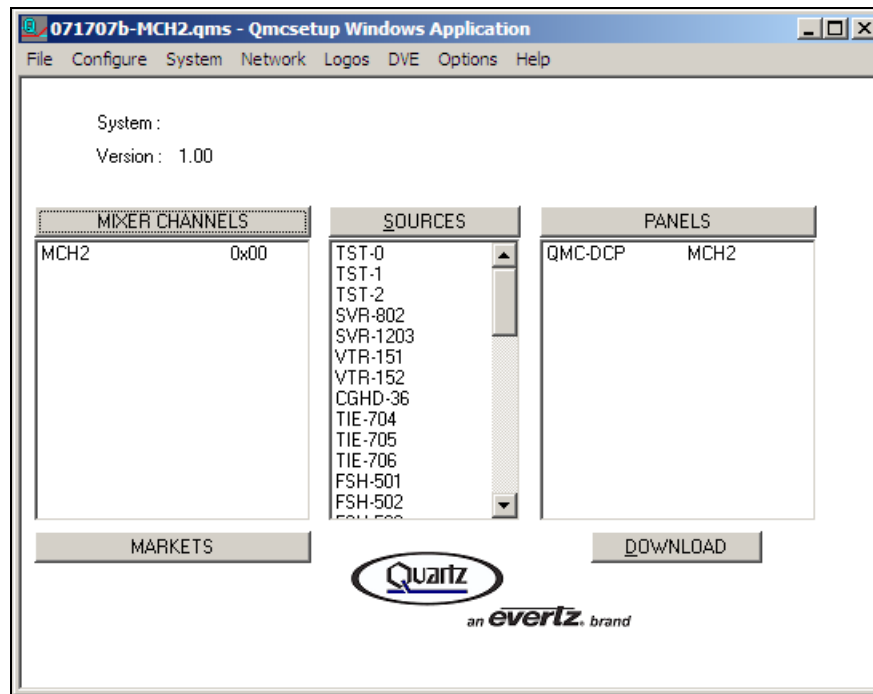 071707b-MCH2.qms - Qmcsetup Windows Application
File Configure System Network Logos DVE Options Help
System :
Version : 1.00
MIXER CHANNELS
MCH2 0x00
MARKETS
SOURCES
TST-0
TST-1
TST-2
SVR-802
SVR-1203
VTR-151
VTR-152
CGHD-36
TIE-704
TIE-705
TIE-706
FSH-501
FSH-502
PANELS
QMC-DCP MCH2
DOWNLOAD
Quartz
an evertz. brand